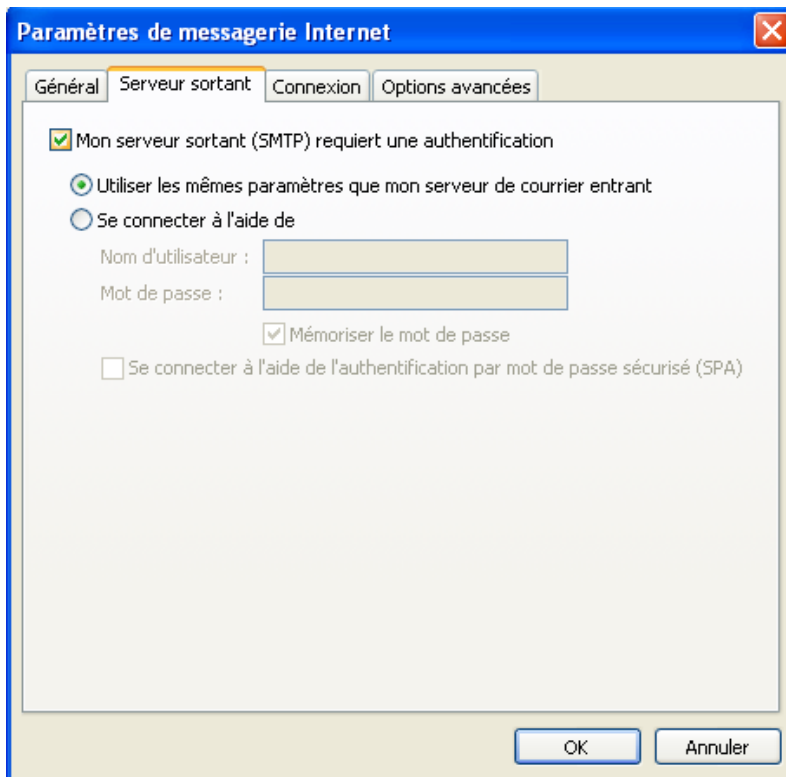 Paramètres de messagerie Internet
Général Serveur sortant Connexion Options avancées
Mon serveur sortant (SMTP) requiert une authentification
Utiliser les mêmes paramètres que mon serveur de courrier entrant
Se connecter à l'aide de
Nom d'utilisateur :
Mot de passe :
Mémoriser le mot de passe
Se connecter à l'aide de l'authentification par mot de passe sécurisé (SPA)
OK Annuler